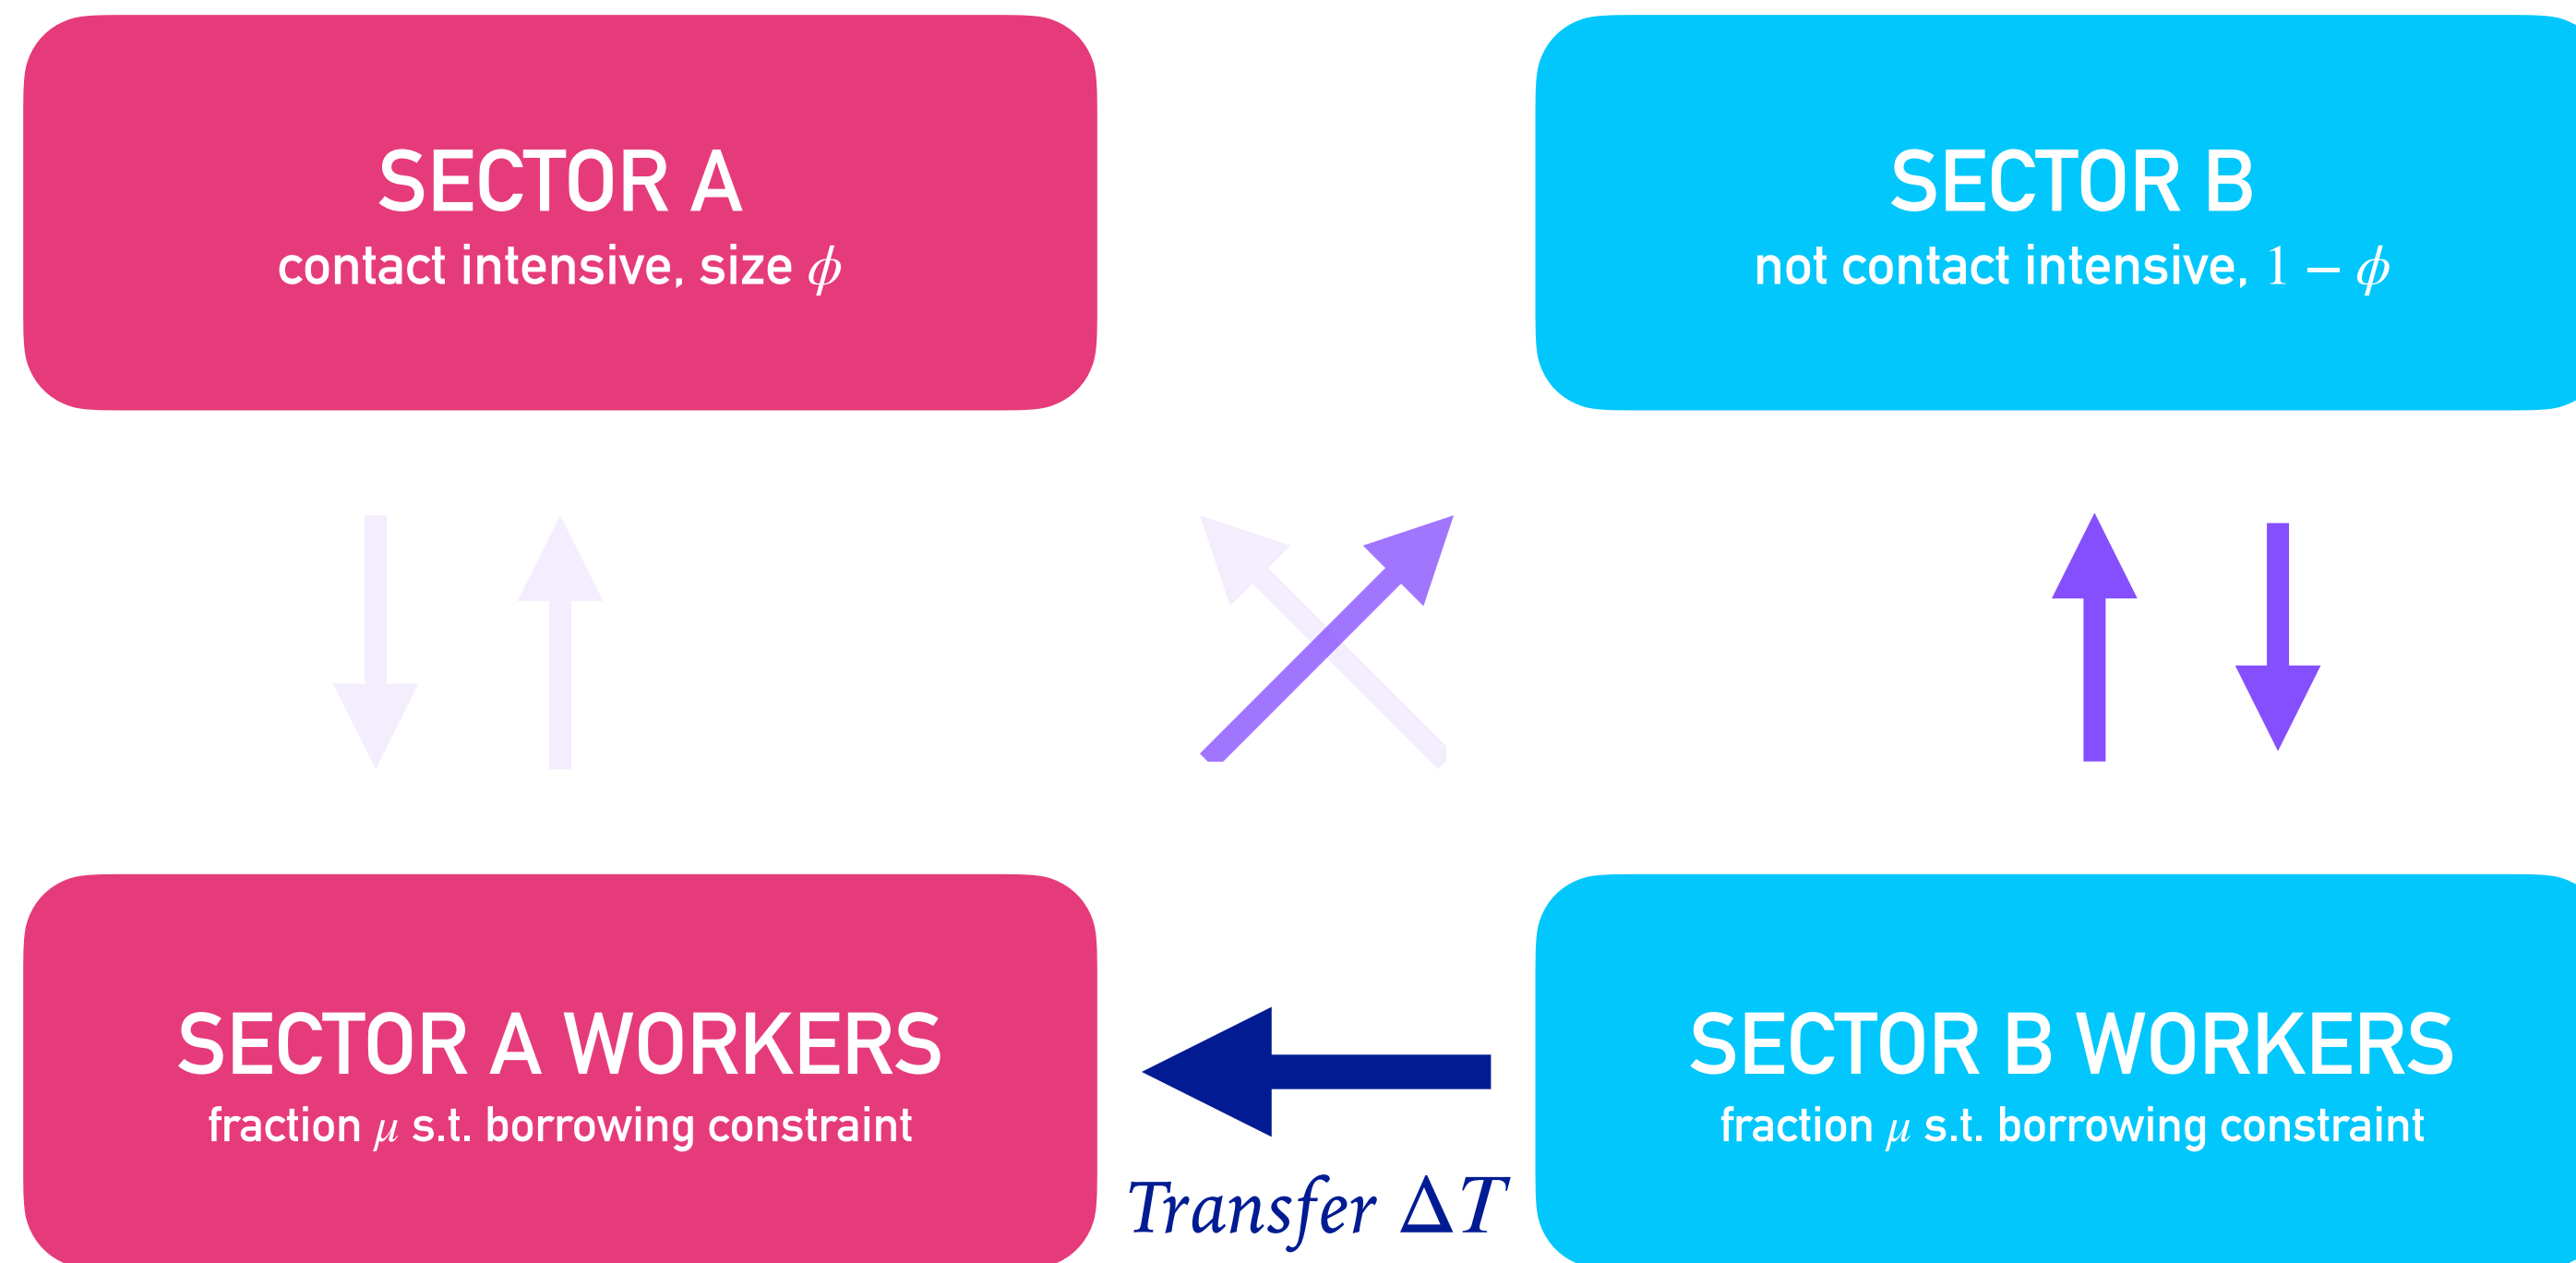 SECTOR A
contact intensive, size ϕ
SECTOR B
not contact intensive, 1 − ϕ
SECTOR A WORKERS
fraction μ s.t. borrowing constraint
Transfer ΔT
SECTOR B WORKERS
fraction μ s.t. borrowing constraint